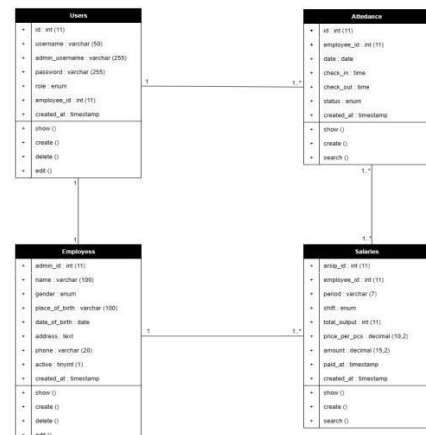 Users
+ id : int (11)
+ username : varchar (50)
+ admin_username : varchar (255)
+ password : varchar (255)
+ role : enum
+ employee_id : int (11)
+ created_at : timestamp
+ show ()
+ create ()
+ delete ()
+ edit ()
1
1..*
Attedance
+ id : int (11)
+ employee_id : int (11)
+ date : date
+ check_in : time
+ check_out : time
+ status : enum
+ created_at : timestamp
+ show ()
+ create ()
+ search ()
1
1
1..*
1..*
Employess
+ admin_id : int (11)
+ name : varchar (100)
+ gender : enum
+ place_of_birth : varchar (100)
+ date_of_birth : date
+ address : text
+ phone : varchar (20)
+ active : tinyint (1)
+ created_at : timestamp
+ show ()
+ create ()
+ delete ()
+ edit ()
1
1..*
Salaries
+ arsip_id : int (11)
+ employee_id : int (11)
+ period : varchar (7)
+ shift : enum
+ total_output : int (11)
+ price_per_pcs : decimal (10,2)
+ amount : decimal (15,2)
+ paid_at : timestamp
+ created_at : timestamp
+ show ()
+ create ()
+ search ()